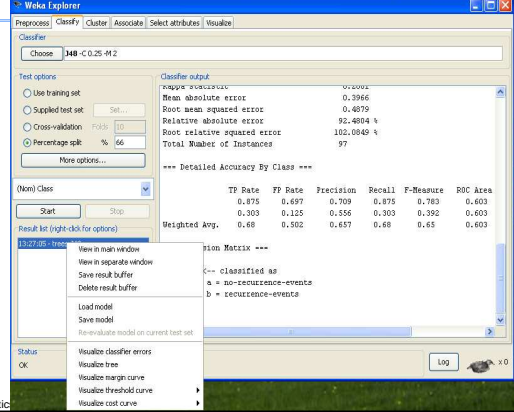 Weka Explorer
Preprocess Classify Cluster Associate Select attributes Visualize
Classifier
Choose J48 -C 0.25 -M 2
Test options
Use training set
Supplied test set Set...
Cross-validation Folds 10
Percentage split % 66
More options...
(Nom) Class
Start Stop
Result list (right-click for options)
13:27:05 -
Classifier output
Kappa statistic
Mean absolute error 0.3966
Root mean squared error 0.4879
Relative absolute error 92.4804 %
Root relative squared error 102.0849 %
Total Number of Instances 97
=== Detailed Accuracy By Class ===
TP Rate FP Rate Precision Recall F-Measure ROC Area
0.875 0.697 0.709 0.875 0.783 0.603
0.303 0.125 0.556 0.303 0.392 0.603
Weighted Avg. 0.68 0.502 0.657 0.68 0.65 0.603
sion Matrix ===
<-- classified as
a = no-recurrence-events
b = recurrence-events
View in main window
View in separate window
Save result buffer
Delete result buffer
Load model
Save model
Re-evaluate model on current test set
Visualize classifier errors
Visualize tree
Visualize margin curve
Visualize threshold curve
Visualize cost curve
Status
OK
Log x 0
tic